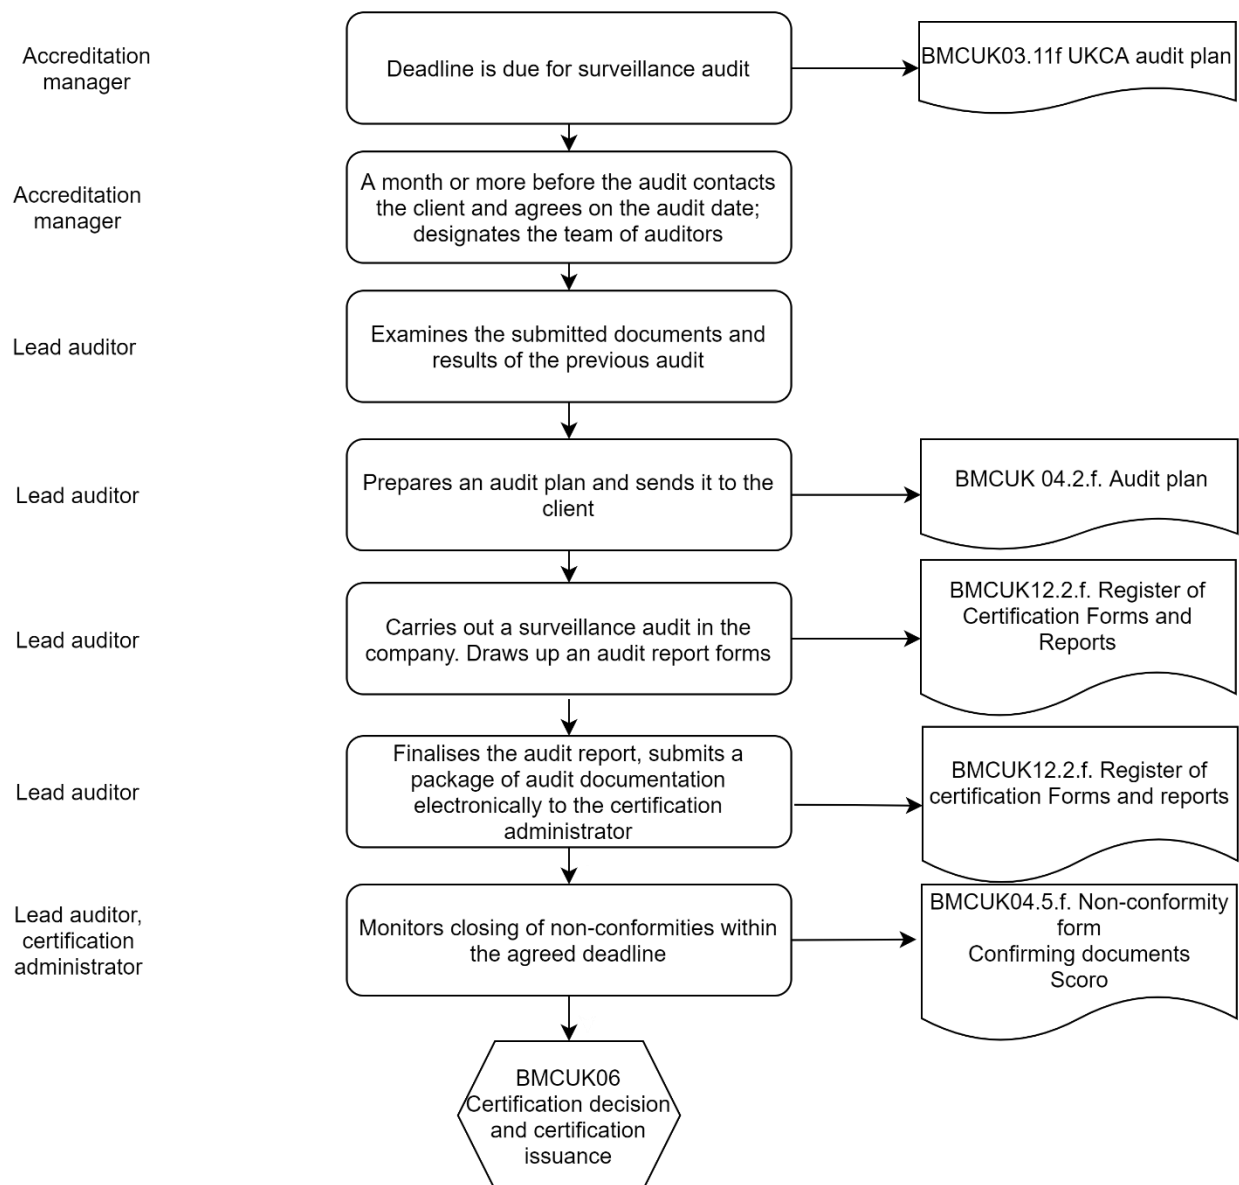 Accreditation
manager
Deadline is due for surveillance audit
BMCUK03.11f UKCA audit plan
Accreditation
manager
A month or more before the audit contacts
the client and agrees on the audit date;
designates the team of auditors
Lead auditor
Examines the submitted documents and
results of the previous audit
Lead auditor
Prepares an audit plan and sends it to the
client
BMCUK 04.2.f. Audit plan
Lead auditor
Carries out a surveillance audit in the
company. Draws up an audit report forms
BMCUK12.2.f. Register of
Certification Forms and
Reports
Lead auditor
Finalises the audit report, submits a
package of audit documentation
electronically to the certification
administrator
BMCUK12.2.f. Register of
certification Forms and reports
Lead auditor,
certification
administrator
Monitors closing of non-conformities within
the agreed deadline
BMCUK04.5.f. Non-conformity
form
Confirming documents
Scoro
BMCUK06
Certification decision
and certification
issuance